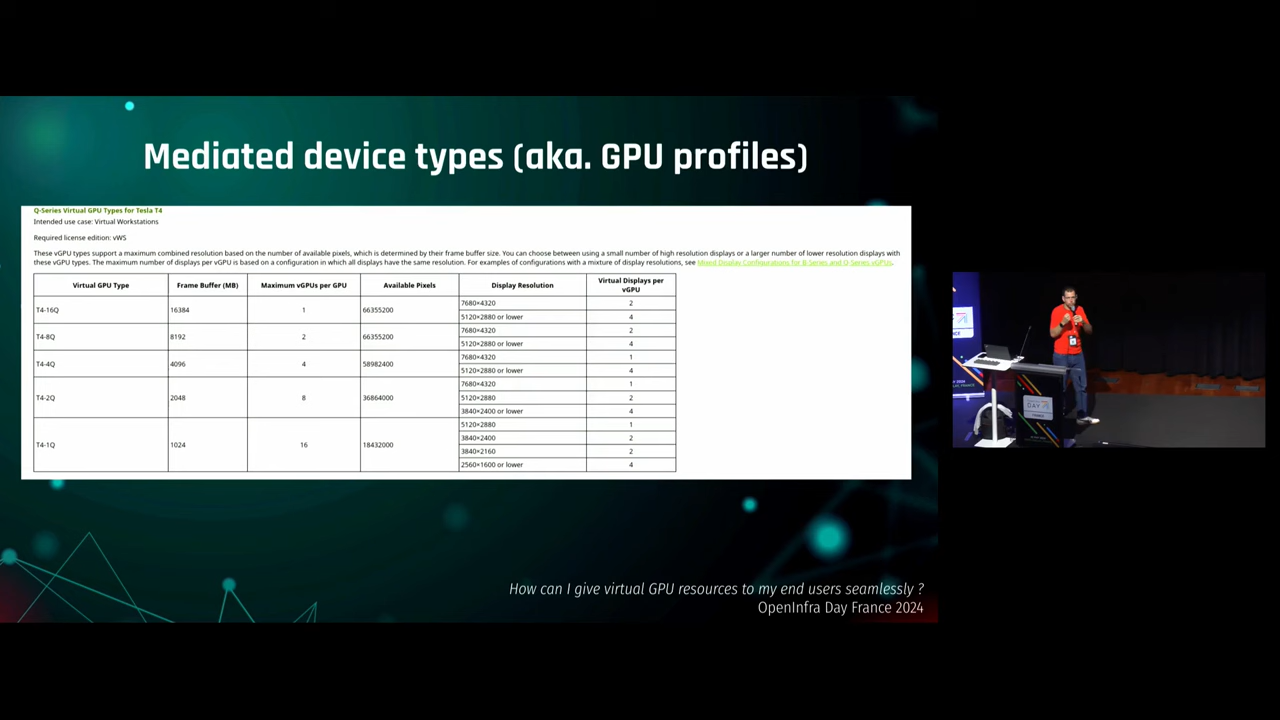 Mediated device types (aka. GPU profiles)
Q-Series Virtual GPU Types for Tesla T4
Intended use case: Virtual Workstations
Required license edition: vWS
These vGPU types support a maximum combined resolution based on the number of available pixels, which is determined by their frame buffer size. You can choose between using a small number of high resolution displays or a larger number of lower resolution displays with
these vGPU types. The maximum number of displays per vGPU is based on a configuration in which all displays have the same resolution. For examples of configurations with a mixture of display resolutions, see Mixed Display Configurations for B-Series and Q-Series vGPUs.
Virtual GPU Type Frame Buffer (MB) Maximum vGPUs per GPU Available Pixels Display Resolution Virtual Displays per vGPU
T4-16Q 16384 1 66355200 7680×4320 2
5120×2880 or lower 4
T4-8Q 8192 2 66355200 7680×4320 2
5120×2880 or lower 4
T4-4Q 4096 4 58982400 7680×4320 1
5120×2880 or lower 4
T4-2Q 2048 8 36864000 7680×4320 1
5120×2880 2
3840×2400 or lower 4
T4-1Q 1024 16 18432000 5120×2880 1
3840×2400 2
3840×2160 2
2560×1600 or lower 4
How can I give virtual GPU resources to my end users seamlessly ?
OpenInfra Day France 2024
DAY